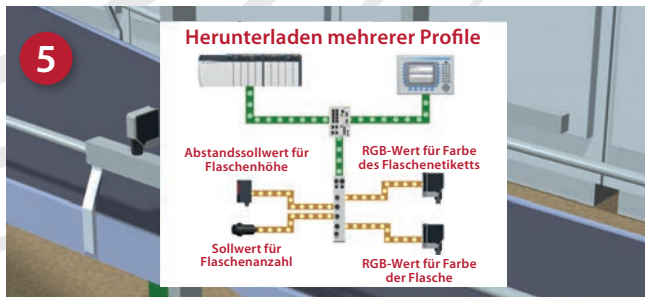 5
Herunterladen mehrerer Profile
Abstandssollwert für
Flaschenhöhe
RGB-Wert für Farbe
des Flaschenetiketts
Sollwert für
Flaschenanzahl
RGB-Wert für Farbe
der Flasche